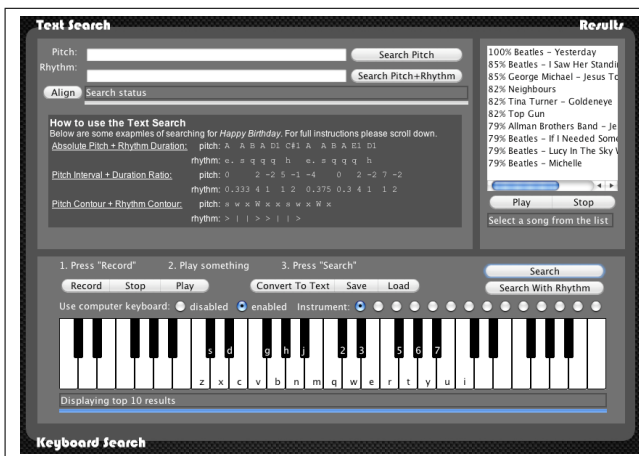 Text Search
Results
Pitch:
Search Pitch
Rhythm:
Search Pitch+Rhythm
Align
Search status
How to use the Text Search
Below are some exapmles of searching for Happy Birthday. For full instructions please scroll down.
Absolute Pitch + Rhythm Duration: pitch: A A B A D1 C#1 A A B A E1 D1
rhythm: e. s q q q h e. s q q q h
Pitch Interval + Duration Ratio: pitch: 0 2 -2 5 -1 -4 0 2 -2 7 -2
rhythm: 0.333 4 1 1 2 0.375 0.3 4 1 1 2
Pitch Contour + Rhythm Contour: pitch: s w x W x x s w x W x
rhythm: > | | > > | | >
100% Beatles - Yesterday
85% Beatles - I Saw Her Standi
85% George Michael - Jesus To
82% Neighbours
82% Tina Turner - Goldeneye
82% Top Gun
79% Allman Brothers Band - Je
79% Beatles - If I Needed Some
79% Beatles - Lucy In The Sky
79% Beatles - Michelle
Play Stop
Select a song from the list
1. Press "Record" 2. Play something 3. Press "Search"
Record Stop Play Convert To Text Save Load
Search
Search With Rhythm
Use computer keyboard: disabled enabled Instrument:
s d g h j 2 3 5 6 7
z x c v b n m q w e r t y u i
Displaying top 10 results
Keyboard Search